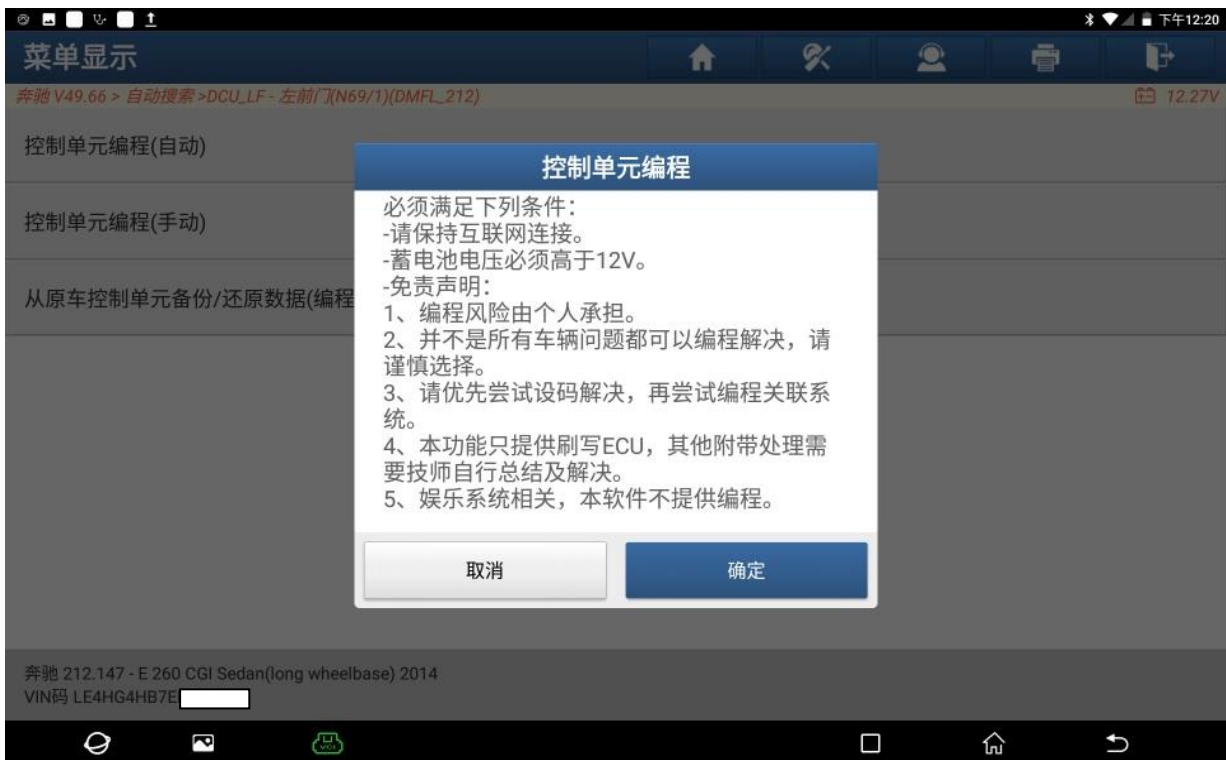 下午12:20
菜单显示
奔驰 V49.66 > 自动搜索 >DCU_LF - 左前门(N69/1)(DMFL_212)
12.27V
控制单元编程(自动)
控制单元编程(手动)
从原车控制单元备份/还原数据(编程
控制单元编程
必须满足下列条件：
-请保持互联网连接。
-蓄电池电压必须高于12V。
-免责声明：
1、编程风险由个人承担。
2、并不是所有车辆问题都可以编程解决，请
谨慎选择。
3、请优先尝试设码解决，再尝试编程关联系
统。
4、本功能只提供刷写ECU，其他附带处理需
要技师自行总结及解决。
5、娱乐系统相关，本软件不提供编程。
取消
确定
奔驰 212.147 - E 260 CGI Sedan(long wheelbase) 2014
VIN码 LE4HG4HB7E
VCI